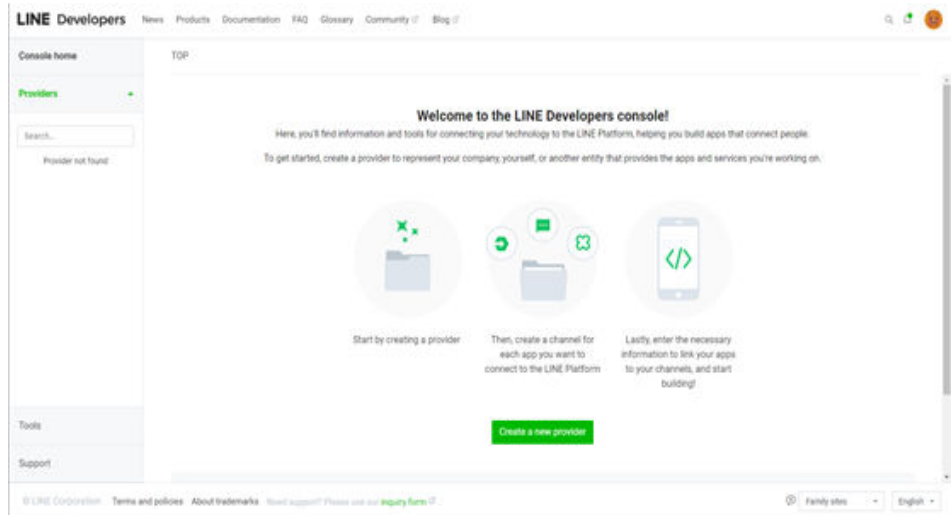 LINE Developers News Products Documentation FAQ Glossary Community Blog
Console home
TOP
Providers
Search...
Provider not found
Welcome to the LINE Developers console!
Here, you'll find information and tools for connecting your technology to the LINE Platform, helping you build apps that connect people.
To get started, create a provider to represent your company, yourself, or another entity that provides the apps and services you're working on.
Start by creating a provider
Then, create a channel for
each app you want to
connect to the LINE Platform
Lastly, enter the necessary
information to link your apps
to your channels, and start
building!
Create a new provider
Tools
Support
© LINE Corporation Terms and policies About trademarks Need support? Please use our inquiry form
Family sites
English